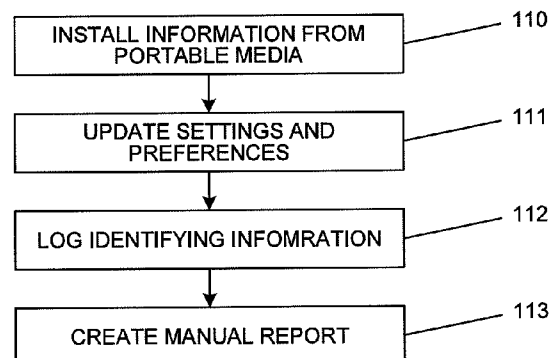 INSTALL INFORMATION FROM
PORTABLE MEDIA
110
UPDATE SETTINGS AND
PREFERENCES
111
LOG IDENTIFYING INFOMRATION
112
CREATE MANUAL REPORT
113